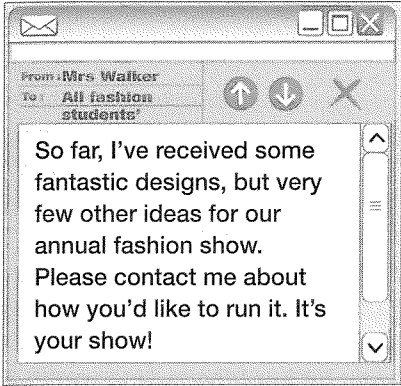 From: Mrs Walker
To: All fashion
students'
So far, I've received some
fantastic designs, but very
few other ideas for our
annual fashion show.
Please contact me about
how you'd like to run it. It's
your show!